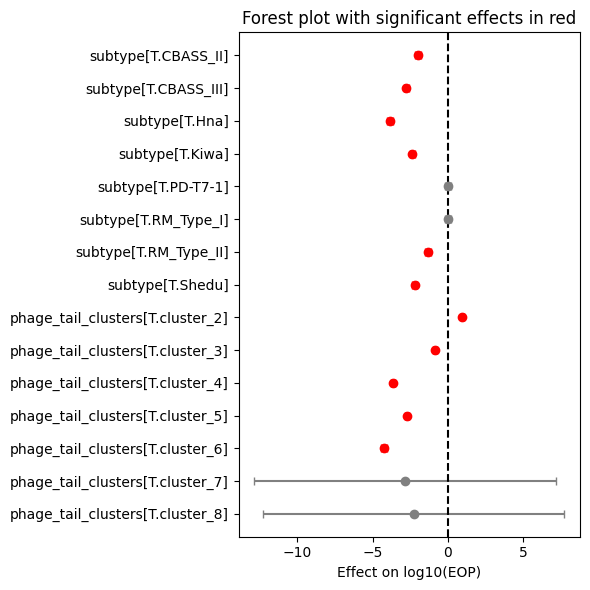 Forest plot with significant effects in red
subtype[T.CBASS_II]
subtype[T.CBASS_III]
subtype[T.Hna]
subtype[T.Kiwa]
subtype[T.PD-T7-1]
subtype[T.RM_Type_I]
subtype[T.RM_Type_II]
subtype[T.Shedu]
phage_tail_clusters[T.cluster_2]
phage_tail_clusters[T.cluster_3]
phage_tail_clusters[T.cluster_4]
phage_tail_clusters[T.cluster_5]
phage_tail_clusters[T.cluster_6]
phage_tail_clusters[T.cluster_7]
phage_tail_clusters[T.cluster_8]
−10 −5 0 5
Effect on log10(EOP)